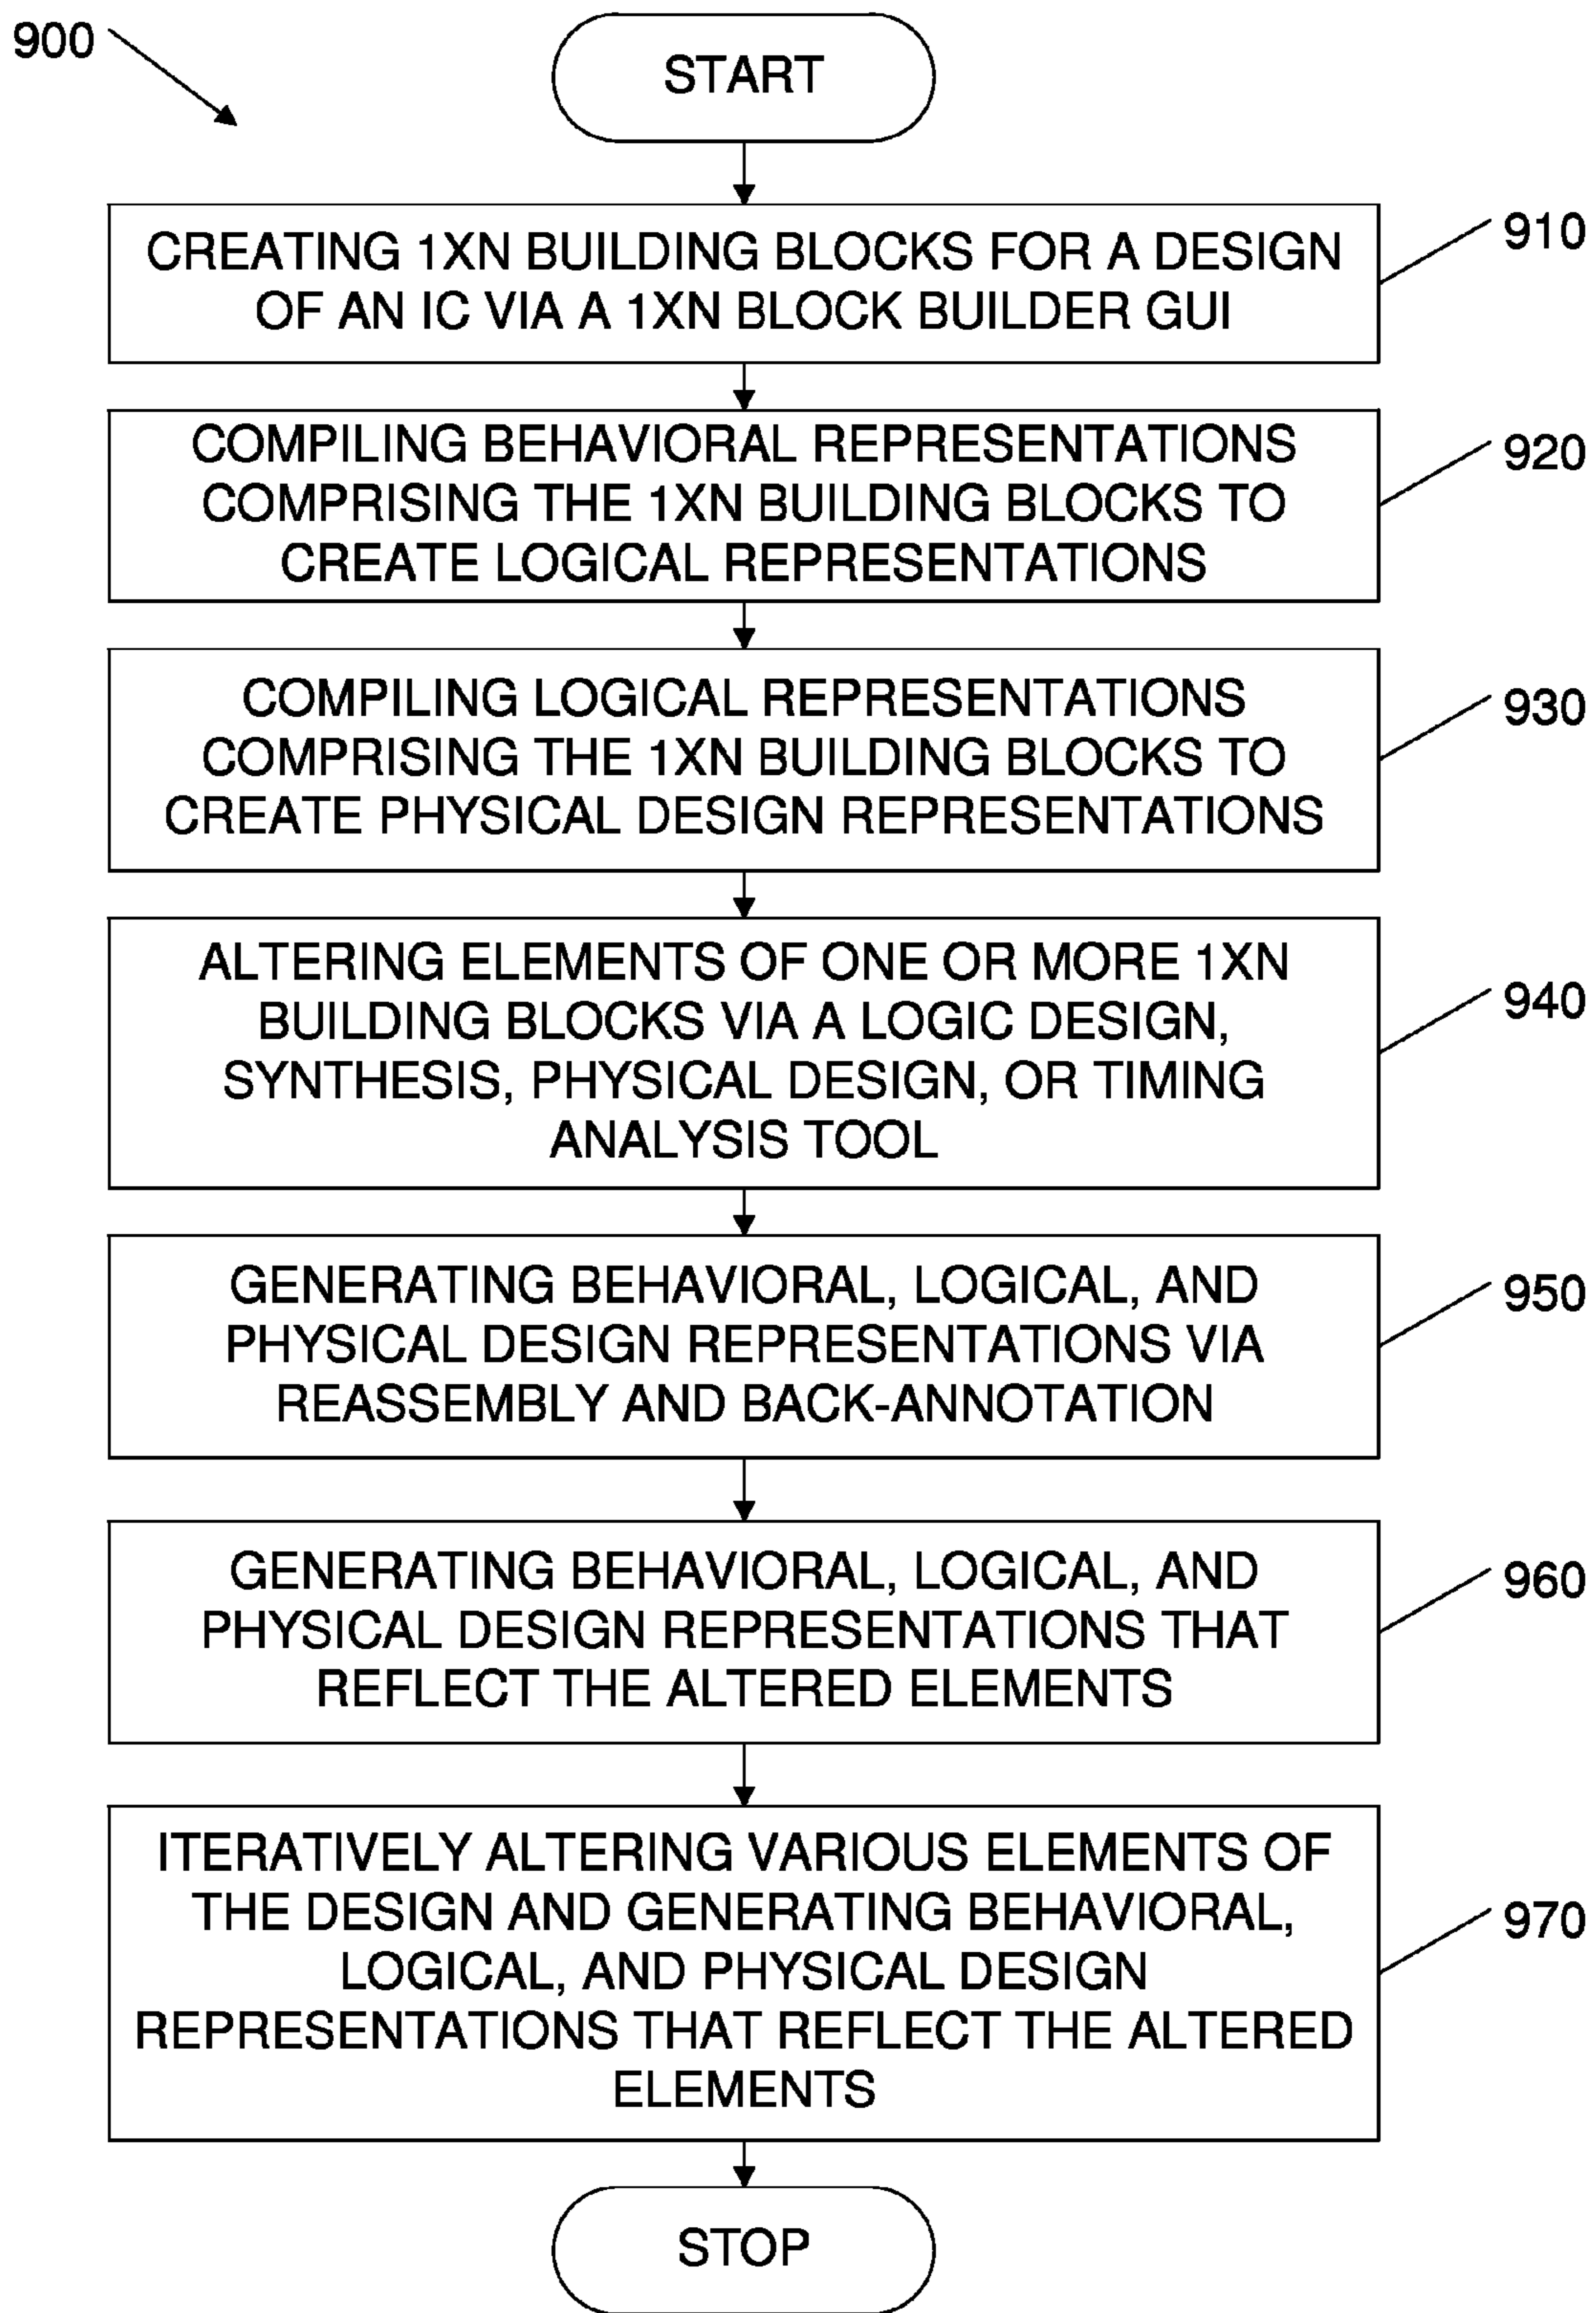 900
START
CREATING 1XN BUILDING BLOCKS FOR A DESIGN
OF AN IC VIA A 1XN BLOCK BUILDER GUI
910
COMPILING BEHAVIORAL REPRESENTATIONS
COMPRISING THE 1XN BUILDING BLOCKS TO
CREATE LOGICAL REPRESENTATIONS
920
COMPILING LOGICAL REPRESENTATIONS
COMPRISING THE 1XN BUILDING BLOCKS TO
CREATE PHYSICAL DESIGN REPRESENTATIONS
930
ALTERING ELEMENTS OF ONE OR MORE 1XN
BUILDING BLOCKS VIA A LOGIC DESIGN,
SYNTHESIS, PHYSICAL DESIGN, OR TIMING
ANALYSIS TOOL
940
GENERATING BEHAVIORAL, LOGICAL, AND
PHYSICAL DESIGN REPRESENTATIONS VIA
REASSEMBLY AND BACK-ANNOTATION
950
GENERATING BEHAVIORAL, LOGICAL, AND
PHYSICAL DESIGN REPRESENTATIONS THAT
REFLECT THE ALTERED ELEMENTS
960
ITERATIVELY ALTERING VARIOUS ELEMENTS OF
THE DESIGN AND GENERATING BEHAVIORAL,
LOGICAL, AND PHYSICAL DESIGN
REPRESENTATIONS THAT REFLECT THE ALTERED
ELEMENTS
970
STOP